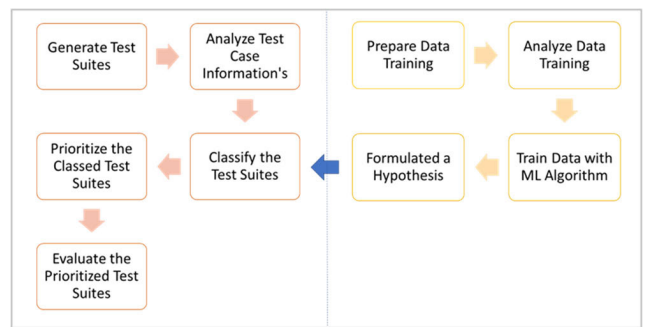 Generate Test
Suites
Analyze Test
Case
Information's
Prepare Data
Training
Analyze Data
Training
Prioritize the
Classed Test
Suites
Classify the
Test Suites
Formulated a
Hypothesis
Train Data with
ML Algorithm
Evaluate the
Prioritized Test
Suites